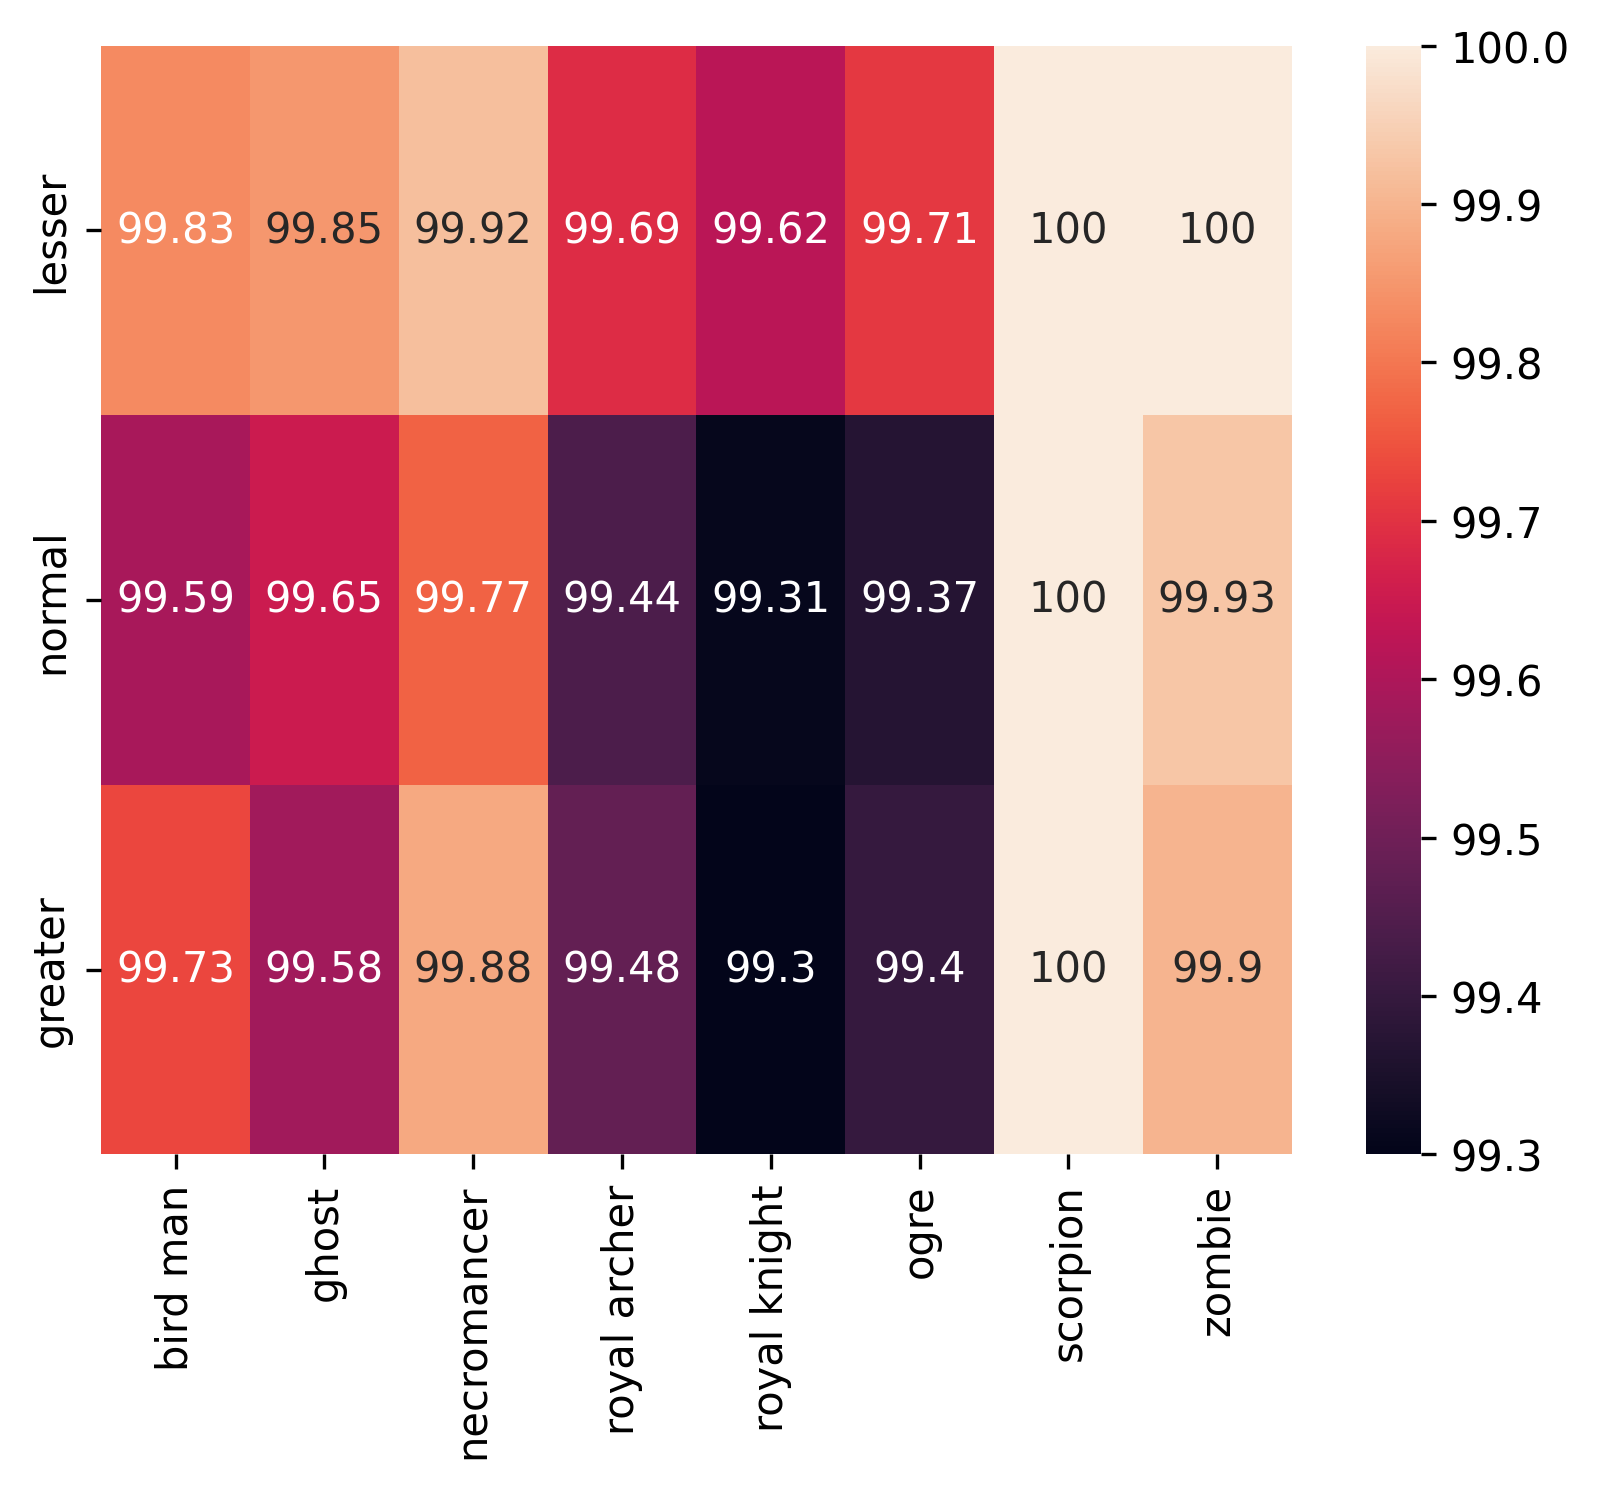 lesser 99.83 99.85 99.92 99.69 99.62 99.71 100 100
normal 99.59 99.65 99.77 99.44 99.31 99.37 100 99.93
greater 99.73 99.58 99.88 99.48 99.3 99.4 100 99.9
bird man
ghost
necromancer
royal archer
royal knight
ogre
scorpion
zombie
100.0
99.9
99.8
99.7
99.6
99.5
99.4
99.3